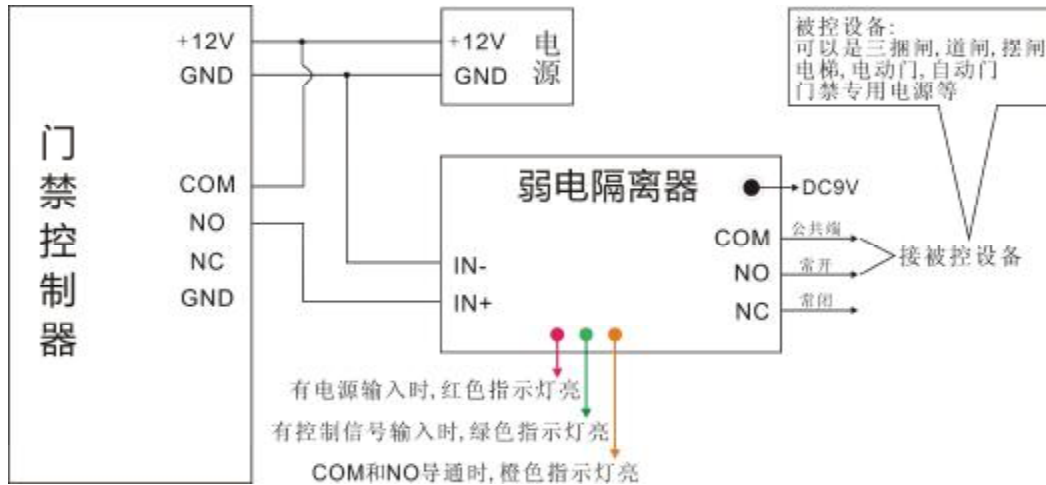 门禁控制器
+12V
GND
COM
NO
NC
GND
+12V
GND
电源
被控设备:
可以是三捆闸,道闸,摆闸
电梯,电动门,自动门
门禁专用电源等
弱电隔离器
DC9V
IN-
IN+
COM
NO
NC
公共端
常开
常闭
接被控设备
有电源输入时,红色指示灯亮
有控制信号输入时,绿色指示灯亮
COM和NO导通时,橙色指示灯亮